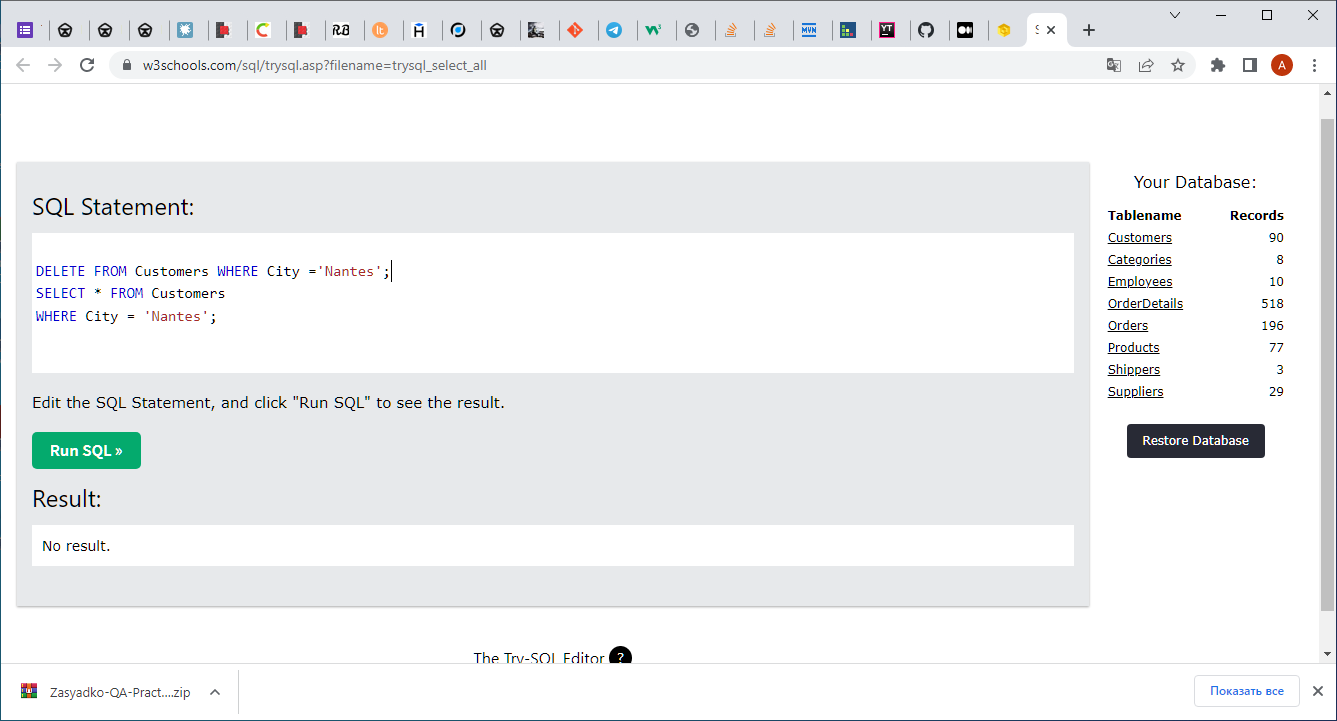 w3schools.com/sql/trysql.asp?filename=trysql_select_all
A
SQL Statement:
DELETE FROM Customers WHERE City ='Nantes';
SELECT * FROM Customers
WHERE City = 'Nantes';
Edit the SQL Statement, and click "Run SQL" to see the result.
Run SQL »
Result:
No result.
Your Database:
Tablename Records
Customers 90
Categories 8
Employees 10
OrderDetails 518
Orders 196
Products 77
Shippers 3
Suppliers 29
Restore Database
The Try-SQL Editor ?
Zasyadko-QA-Pract....zip
Показать все